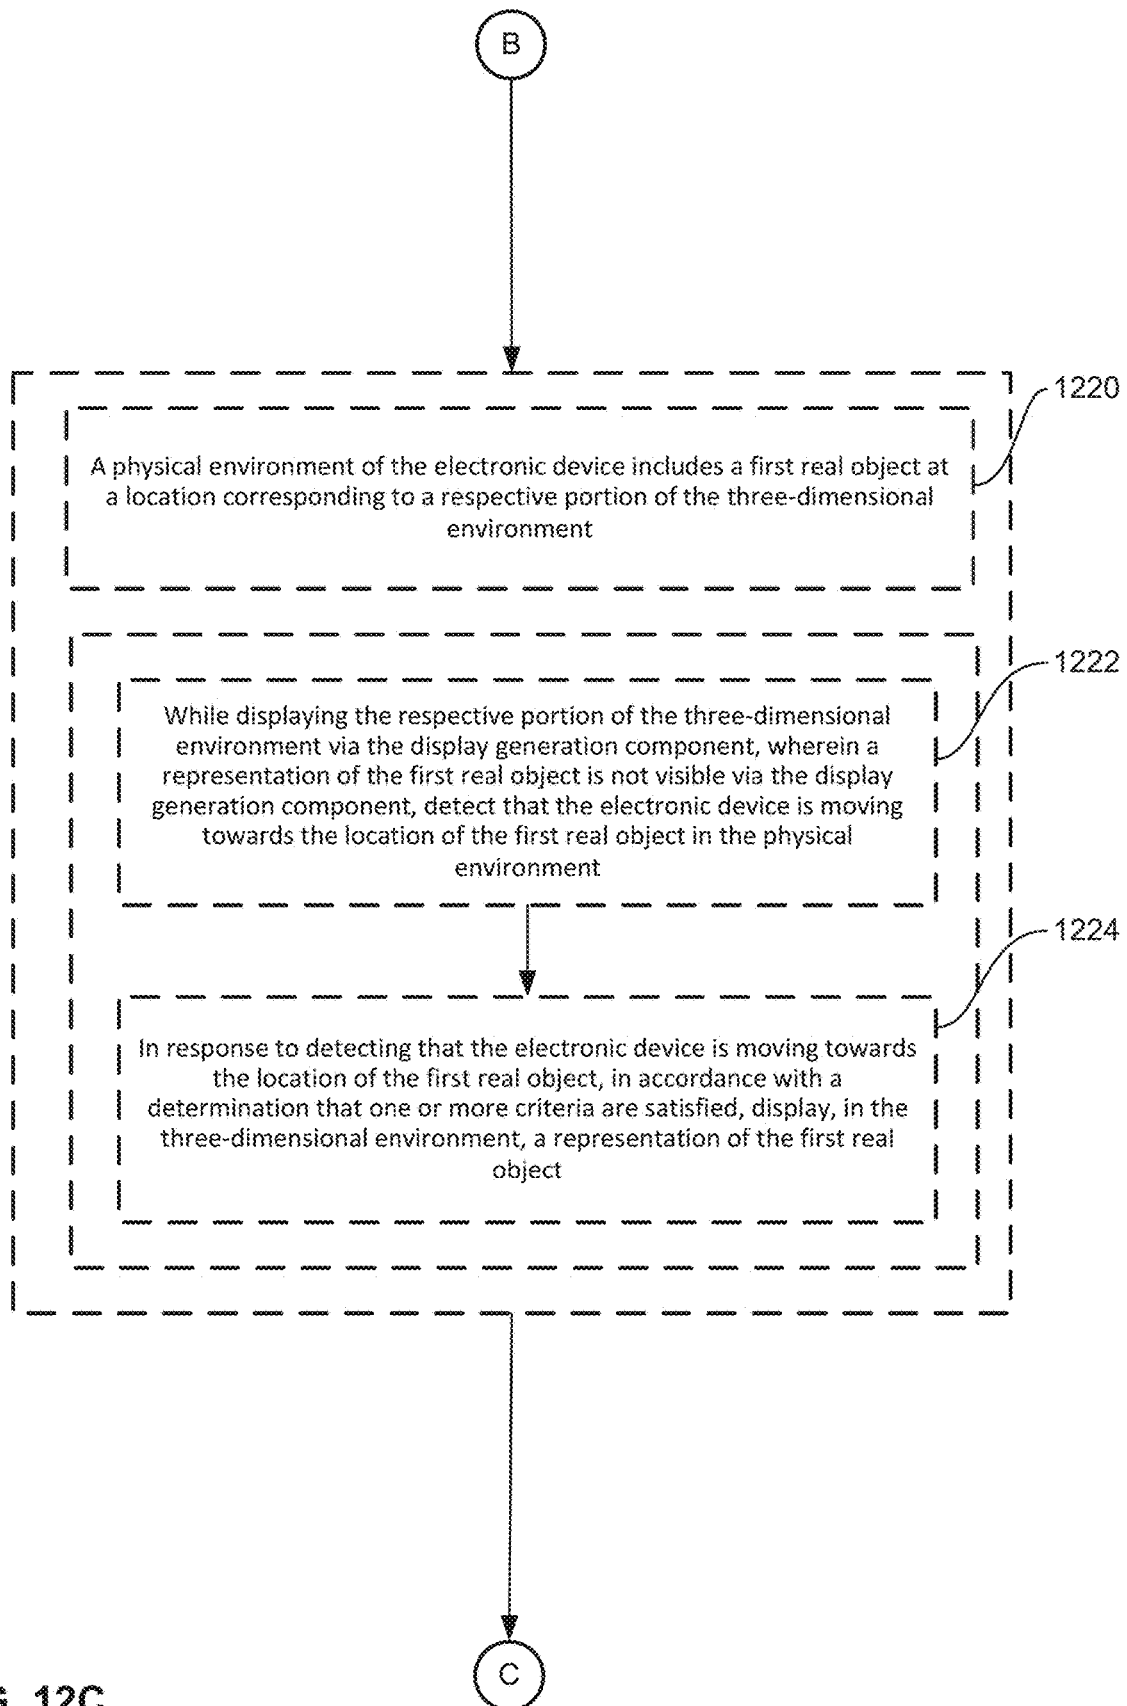 B
1220
A physical environment of the electronic device includes a first real object at
a location corresponding to a respective portion of the three-dimensional
environment
1222
While displaying the respective portion of the three-dimensional
environment via the display generation component, wherein a
representation of the first real object is not visible via the display
generation component, detect that the electronic device is moving
towards the location of the first real object in the physical
environment
1224
In response to detecting that the electronic device is moving towards
the location of the first real object, in accordance with a
determination that one or more criteria are satisfied, display, in the
three-dimensional environment, a representation of the first real
object
C
12C